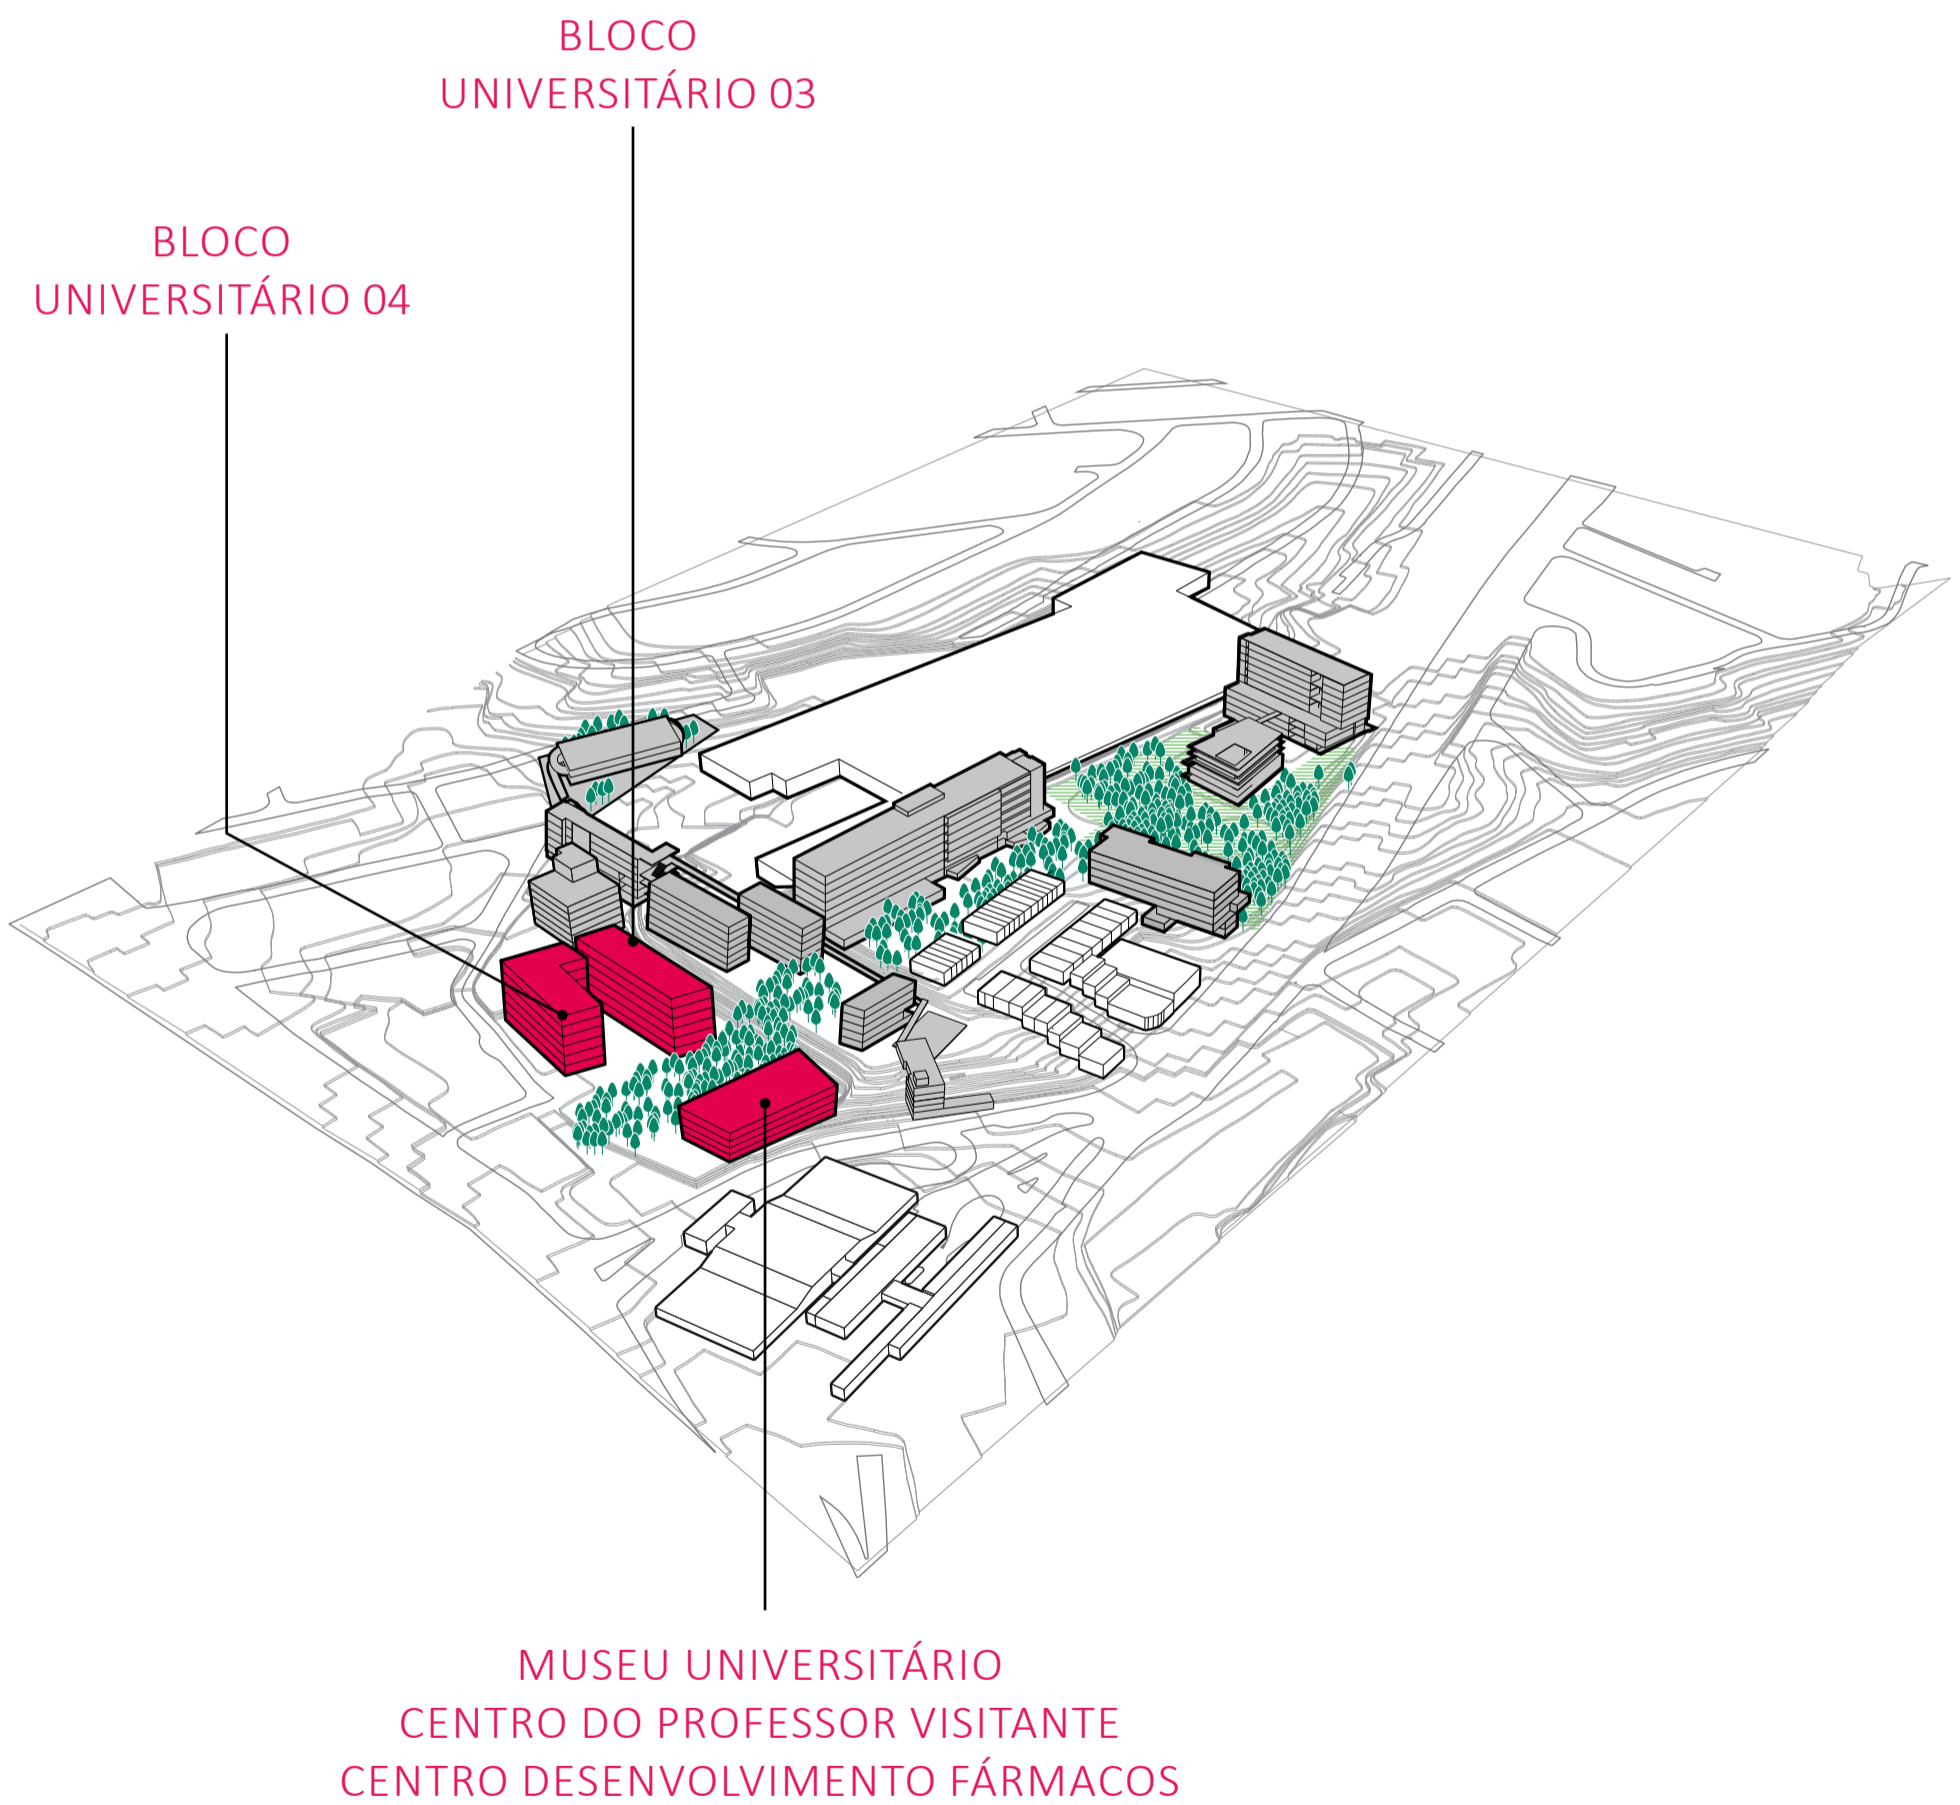 BLOCO
UNIVERSITÁRIO 03
BLOCO
UNIVERSITÁRIO 04
MUSEU UNIVERSITÁRIO
CENTRO DO PROFESSOR VISITANTE
CENTRO DESENVOLVIMENTO FÁRMACOS